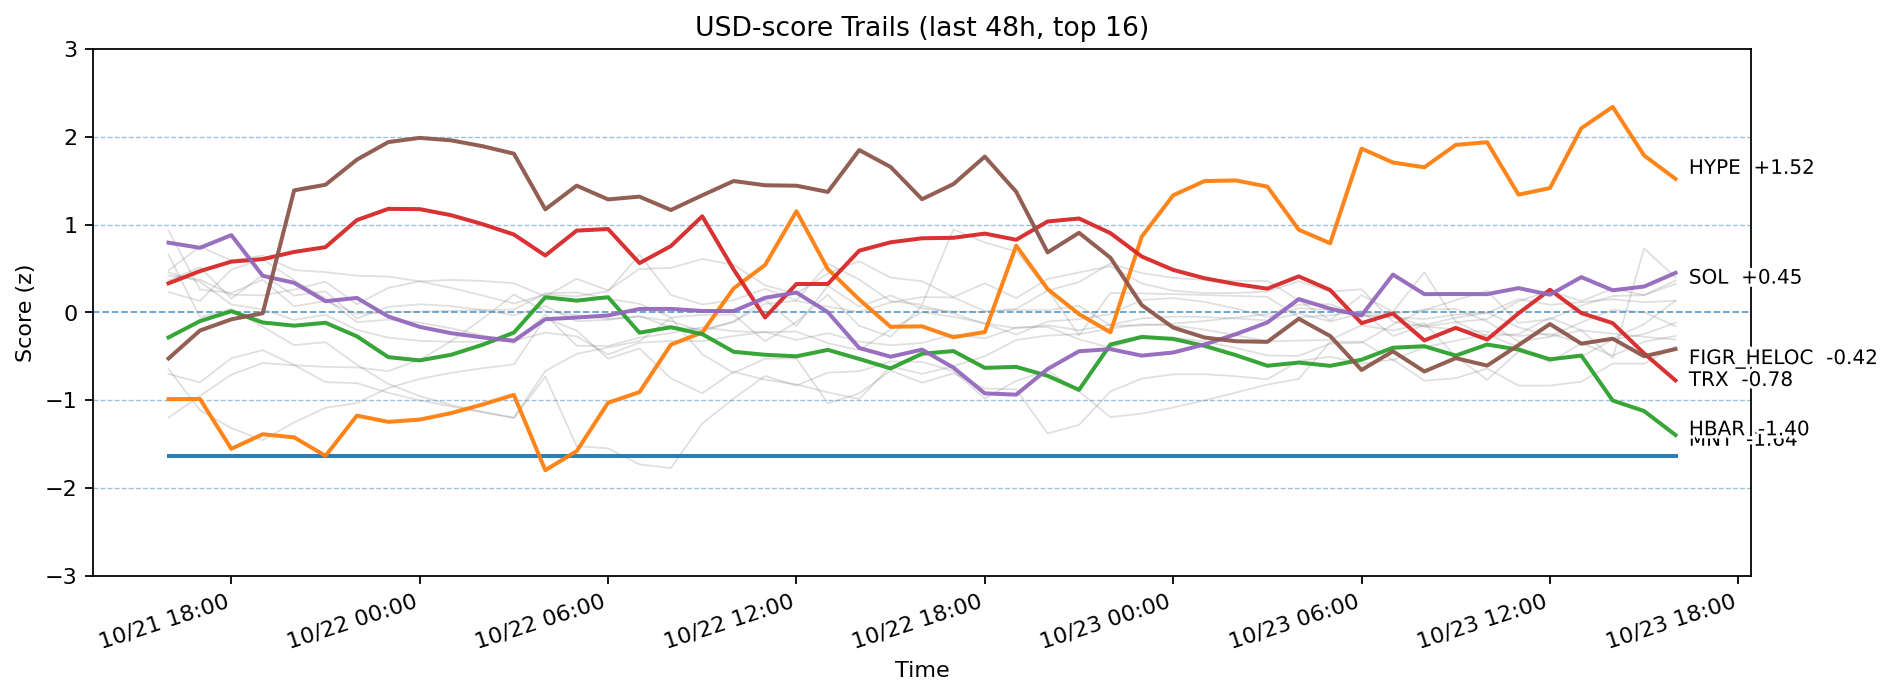 USD-score Trails (last 48h, top 16)
Score (z)
3
2
1
0
−1
−2
−3
HYPE +1.52
SOL +0.45
FIGR_HELOC -0.42
TRX -0.78
HBAR -1.40
MNT -1.64
10/21 18:00
10/22 00:00
10/22 06:00
10/22 12:00
10/22 18:00
10/23 00:00
10/23 06:00
10/23 12:00
10/23 18:00
Time